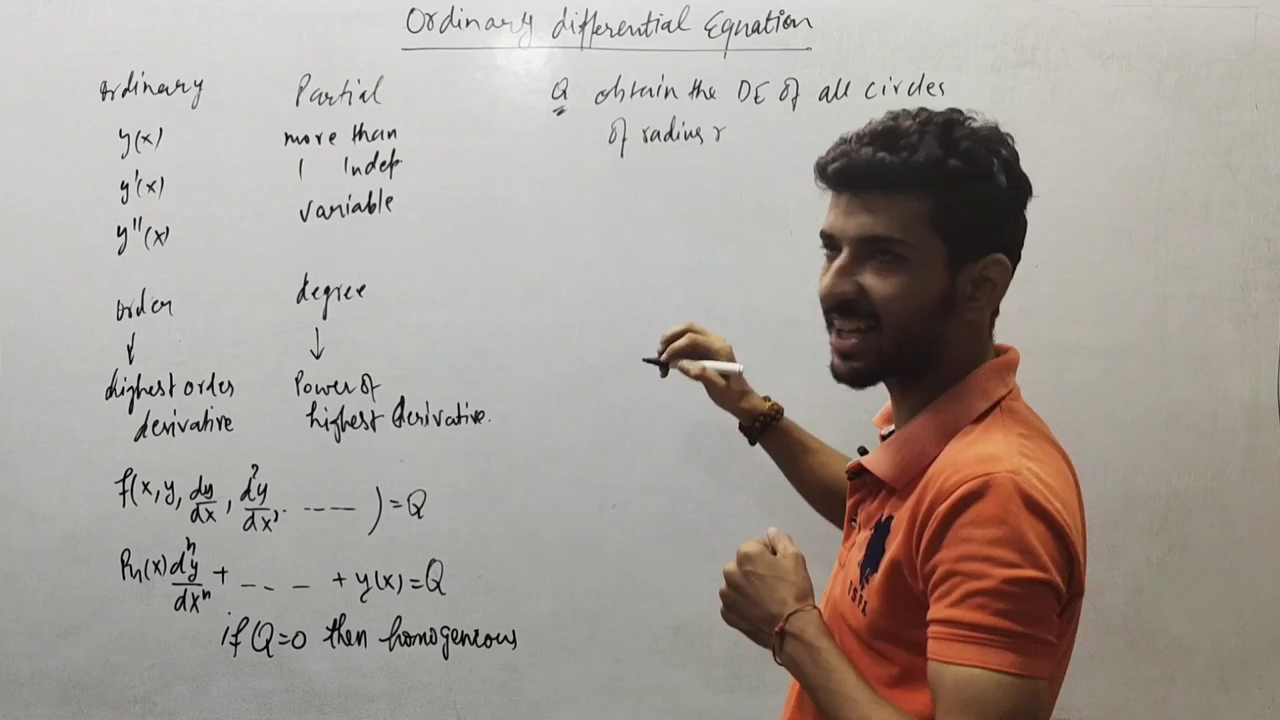 Ordinary differential Equation
ordinary
y(x)
y'(x)
y''(x)
Partial
more than
1 Indep.
variable
order
↓
highest order
derivative
degree
↓
Power of
highest derivative.
f(x, y, dy/dx, d²y/dx², ......) = Q
Pn(x) dⁿy/dxⁿ + - - - + y(x) = Q
if Q=0 then homogeneous
Q obtain the DE of all circles
of radius r